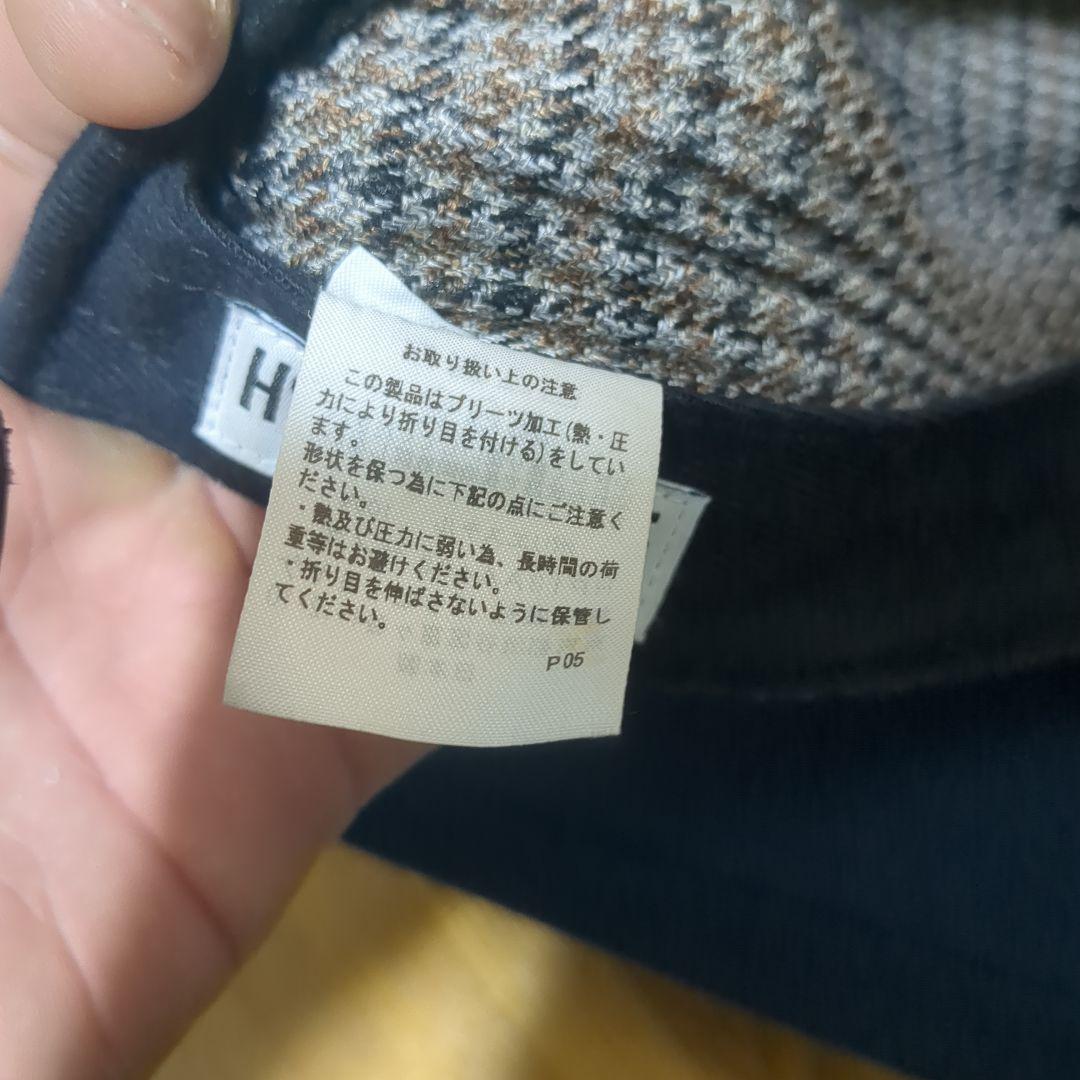 お取り扱い上の注意
この製品はプリーツ加工(熱・圧
力により折り目を付ける)をしてい
ます。
形状を保つ為に下記の点にご注意く
ださい。
・熱及び圧力に弱い為、長時間の荷
重等はお避けください。
・折り目を伸ばさないように保管し
てください。
P05
H